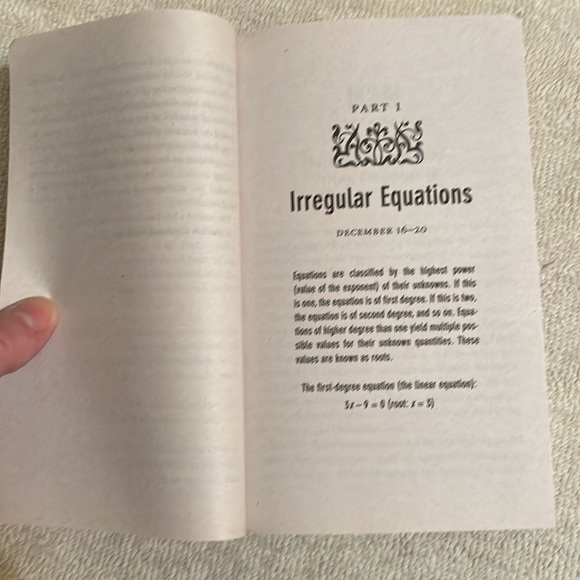 PART 1
Irregular Equations
DECEMBER 16–20
Equations are classified by the highest power
(value of the exponent) of their unknowns. If this
is one, the equation is of first degree. If this is two,
the equation is of second degree, and so on. Equa-
tions of higher degree than one yield multiple pos-
sible values for their unknown quantities. These
values are known as roots.
The first-degree equation (the linear equation):
3x – 9 = 0 (root: x = 3)